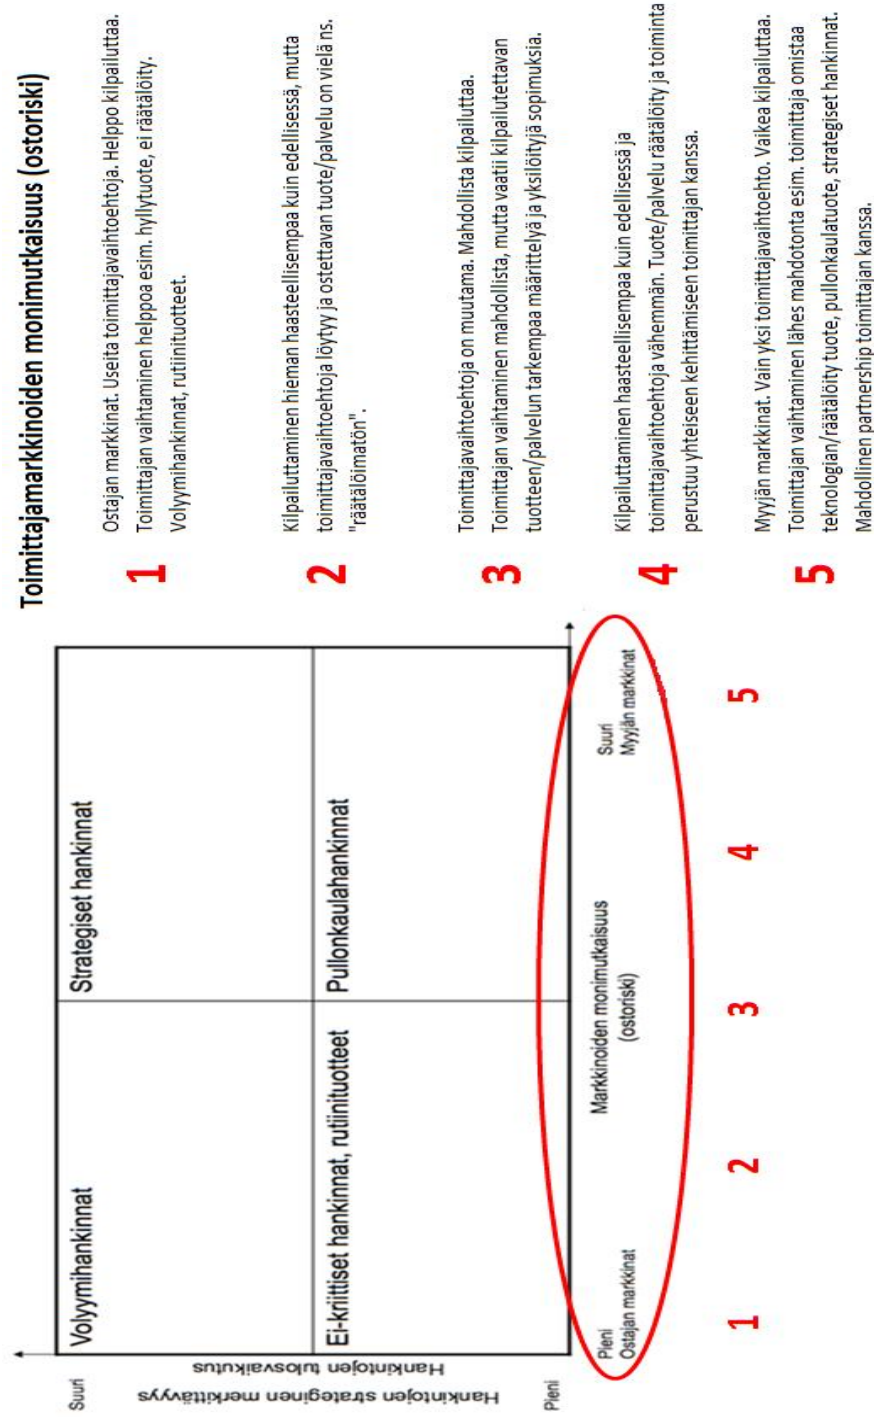 Toimittajamarkkinoiden monimutkaisuus (ostoriski)
Suuri
Hankintojen strateginen merkittävyys
Hankintojen tulosvaikutus
Pieni
Volyymihankinnat
Strategiset hankinnat
Ei-kriittiset hankinnat, rutiinituotteet
Pullonkaulahankinnat
Pieni
Ostajan markkinat
Markkinoiden monimutkaisuus
(ostoriski)
Suuri
Myyjän markkinat
1
2
3
4
5
1
Ostajan markkinat. Useita toimittajavaihtoehtoja. Helppo kilpailuttaa.
Toimittajan vaihtaminen helppoa esim. hyllytuote, ei räätälöity.
Volyymihankinnat, rutiinituotteet.
2
Kilpailuttaminen hieman haasteellisempaa kuin edellisessä, mutta
toimittajavaihtoehtoja löytyy ja ostettavan tuote/palvelu on vielä ns.
"räätälöimatön".
3
Toimittajavaihtoehtoja on muutama. Mahdollista kilpailuttaa.
Toimittajan vaihtaminen mahdollista, mutta vaatii kilpailutettavan
tuotteen/palvelun tarkempaa määrittelyä ja yksilöityjä sopimuksia.
4
Kilpailuttaminen haasteellisempaa kuin edellisessä ja
toimittajavaihtoehtoja vähemmän. Tuote/palvelu räätälöity ja toiminta
perustuu yhteiseen kehittämiseen toimittajan kanssa.
5
Myyjän markkinat. Vain yksi toimittajavaihtoehto. Vaikea kilpailuttaa.
Toimittajan vaihtaminen lähes mahdotonta esim. toimittaja omistaa
teknologian/räätälöity tuote, pullonkaulatuote, strategiset hankinnat.
Mahdollinen partnership toimittajan kanssa.